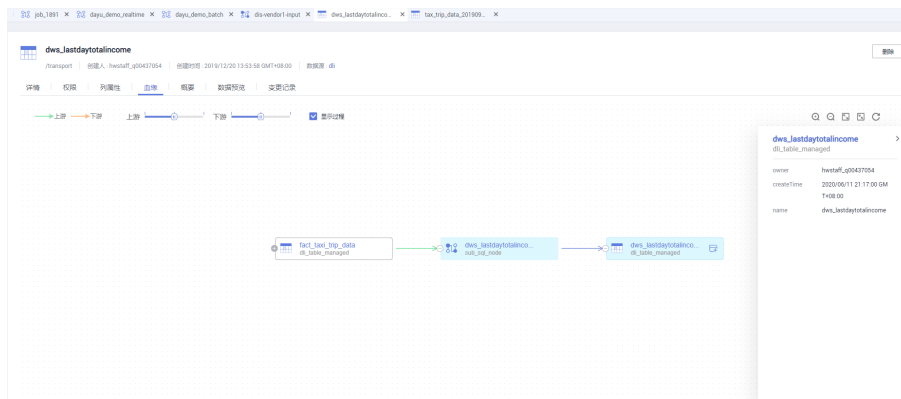 job_1891 × dayu_demo_realtime × dayu_demo_batch × dis-vendor1-input × dws_lastdaytotalinco... × tax_trip_data_201909... ×
dws_lastdaytotalincome
删除
/transport 创建人 : hwstaff_q00437054 创建时间 : 2019/12/20 13:53:58 GMT+08:00 数据源 : dli
详情 权限 列属性 血缘 概要 数据预览 变更记录
上游 下游 上游 下游 显示过程
dws_lastdaytotalincome
dli_table_managed
owner hwstaff_q00437054
createTime 2020/06/11 21:17:00 GM
T+08:00
name dws_lastdaytotalincome
fact_taxi_trip_data dws_lastdaytotalinco... dws_lastdaytotalinco...
dli_table_managed sub_sql_node dli_table_managed